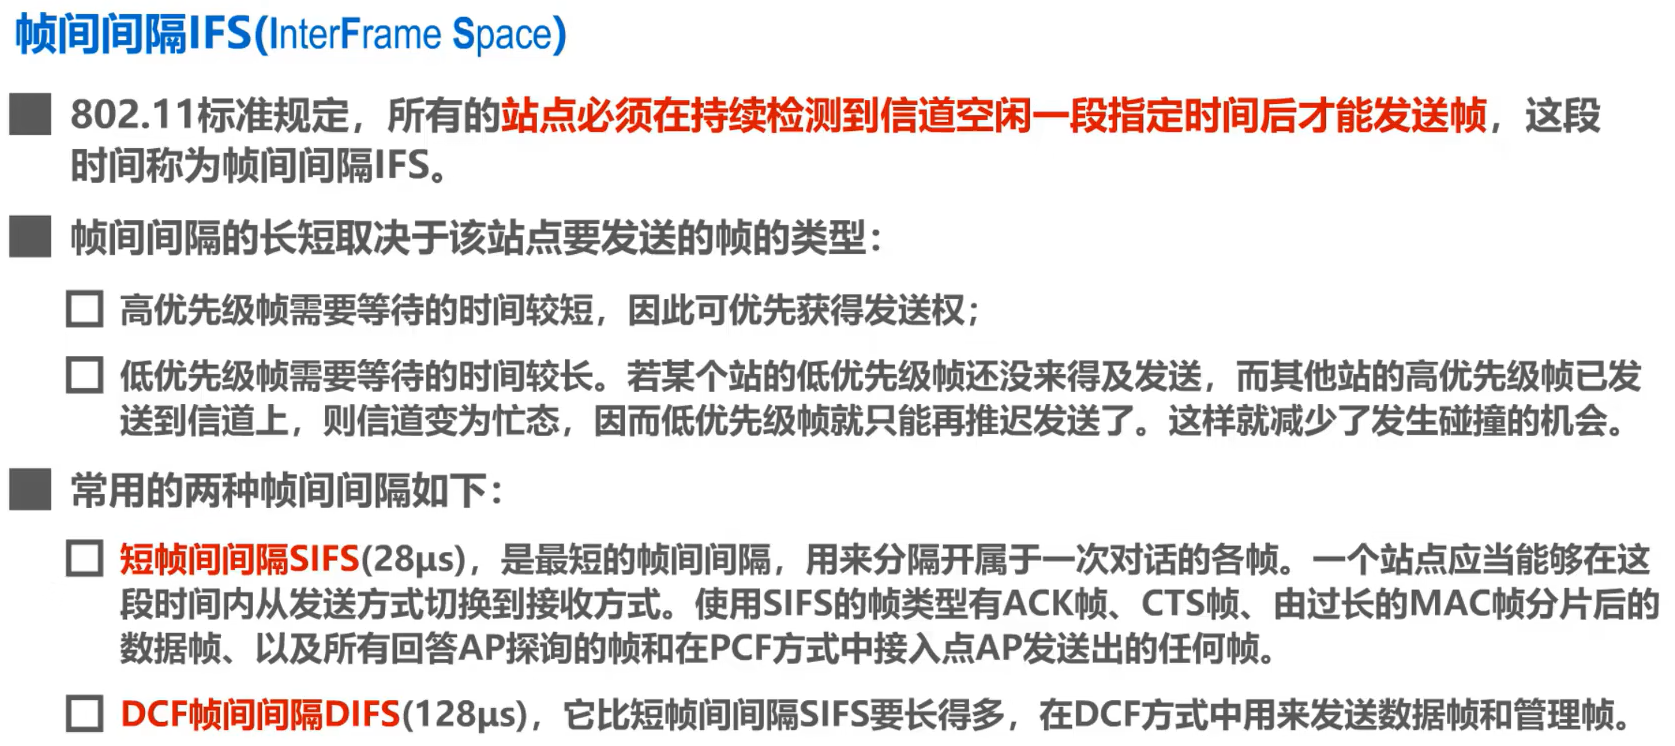 帧间间隔IFS(InterFrame Space)
802.11标准规定，所有的站点必须在持续检测到信道空闲一段指定时间后才能发送帧，这段
时间称为帧间间隔IFS。
帧间间隔的长短取决于该站点要发送的帧的类型：
高优先级帧需要等待的时间较短，因此可优先获得发送权；
低优先级帧需要等待的时间较长。若某个站的低优先级帧还没来得及发送，而其他站的高优先级帧已发
送到信道上，则信道变为忙态，因而低优先级帧就只能再推迟发送了。这样就减少了发生碰撞的机会。
常用的两种帧间间隔如下：
短帧间间隔SIFS(28μs)，是最短的帧间间隔，用来分隔开属于一次对话的各帧。一个站点应当能够在这
段时间内从发送方式切换到接收方式。使用SIFS的帧类型有ACK帧、CTS帧、由过长的MAC帧分片后的
数据帧、以及所有回答AP探询的帧和在PCF方式中接入点AP发送出的任何帧。
DCF帧间间隔DIFS(128μs)，它比短帧间间隔SIFS要长得多，在DCF方式中用来发送数据帧和管理帧。